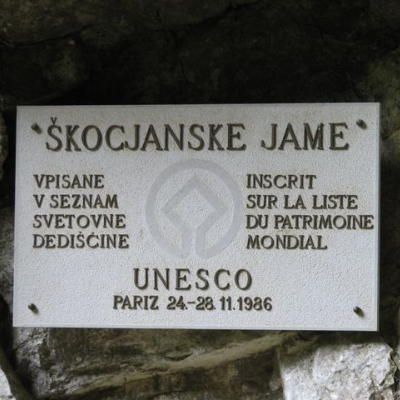 ŠKOCJANSKE JAME
VPISANE
V SEZNAM
SVETOVNE
DEDIŠČINE
INSCRIT
SUR LA LISTE
DU PATRIMOINE
MONDIAL
UNESCO
PARIZ 24.-28.11.1986